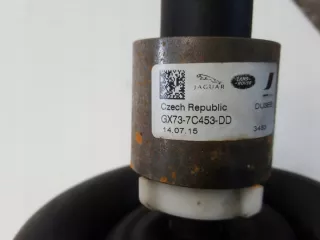 JAGUAR
LAND ROVER
Czech Republic
GX73-7C453-DD
14.07.15